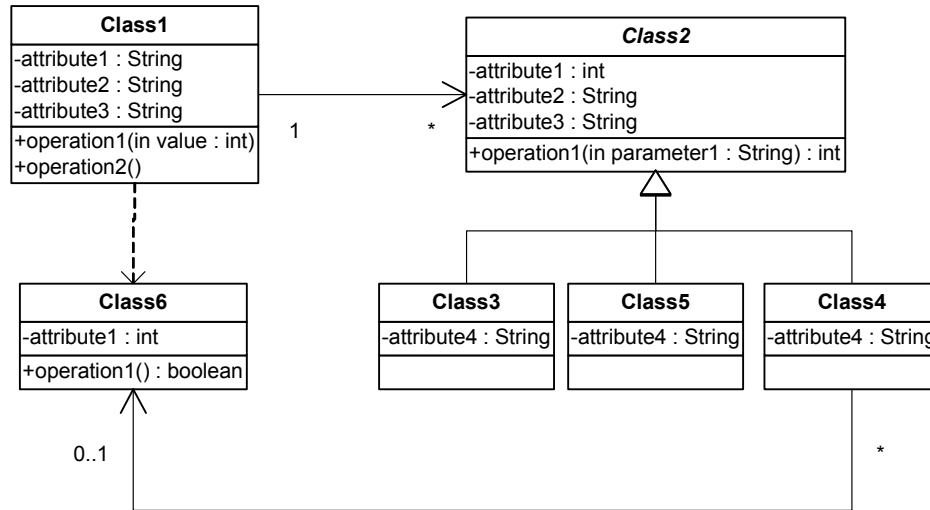 Class1
-attribute1 : String
-attribute2 : String
-attribute3 : String
+operation1(in value : int)
+operation2()
1
*
Class2
-attribute1 : int
-attribute2 : String
-attribute3 : String
+operation1(in parameter1 : String) : int
Class6
-attribute1 : int
+operation1() : boolean
Class3
-attribute4 : String
Class5
-attribute4 : String
Class4
-attribute4 : String
0..1
*